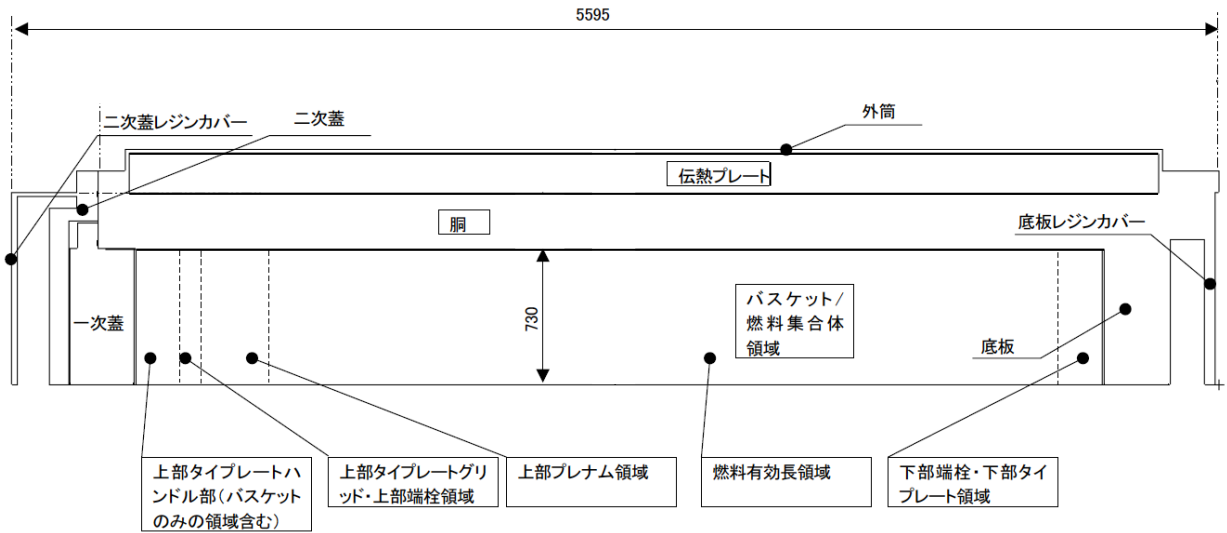 5595
二次蓋レジンカバー
二次蓋
外筒
伝熱プレート
胴
底板レジンカバー
730
バスケット/
燃料集合体
領域
一次蓋
底板
上部タイプレートハ
ンドル部(バスケット
のみの領域含む)
上部タイプレートグリ
ッド・上部端栓領域
上部プレナム領域
燃料有効長領域
下部端栓・下部タイ
プレート領域